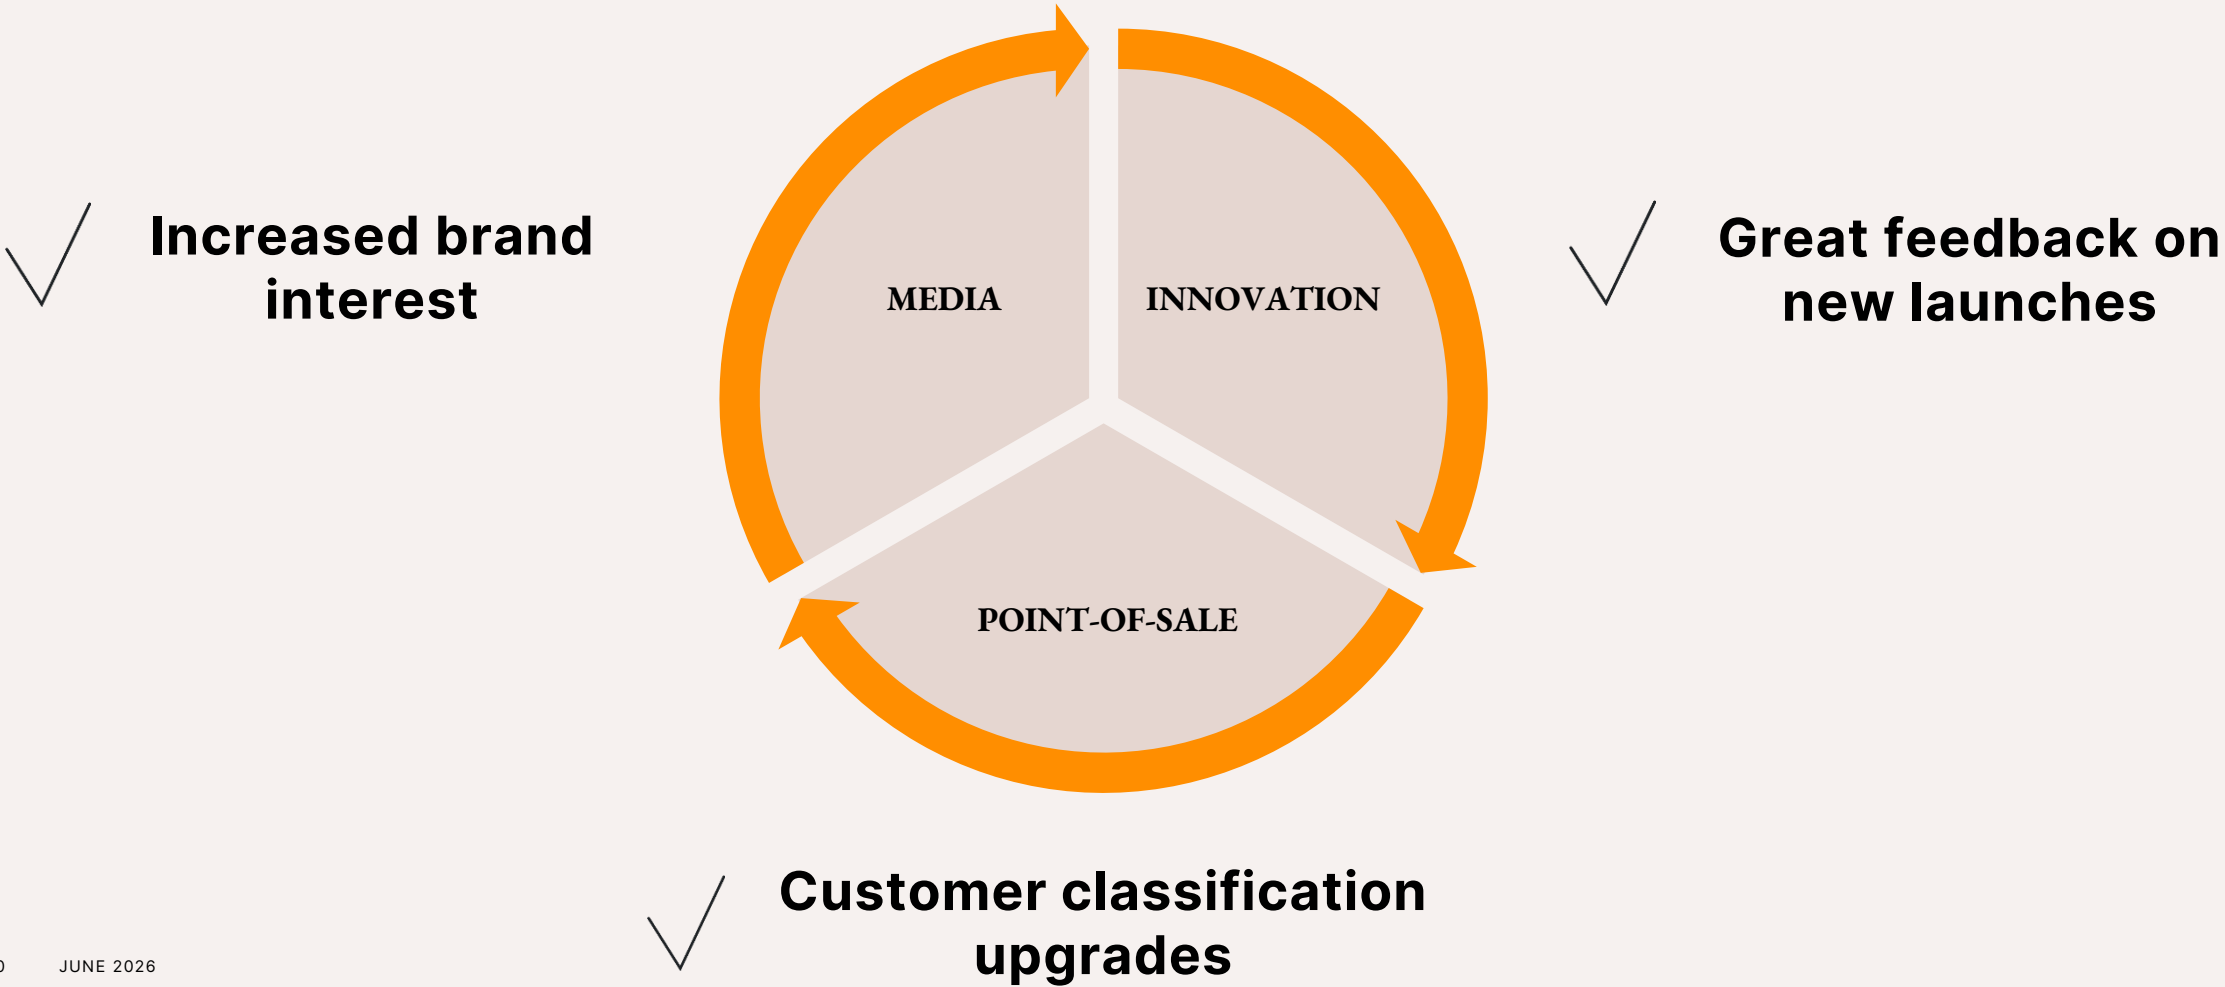 Increased brand
interest
MEDIA
INNOVATION
Great feedback on
new launches
POINT-OF-SALE
Customer classification
upgrades
JUNE 2026